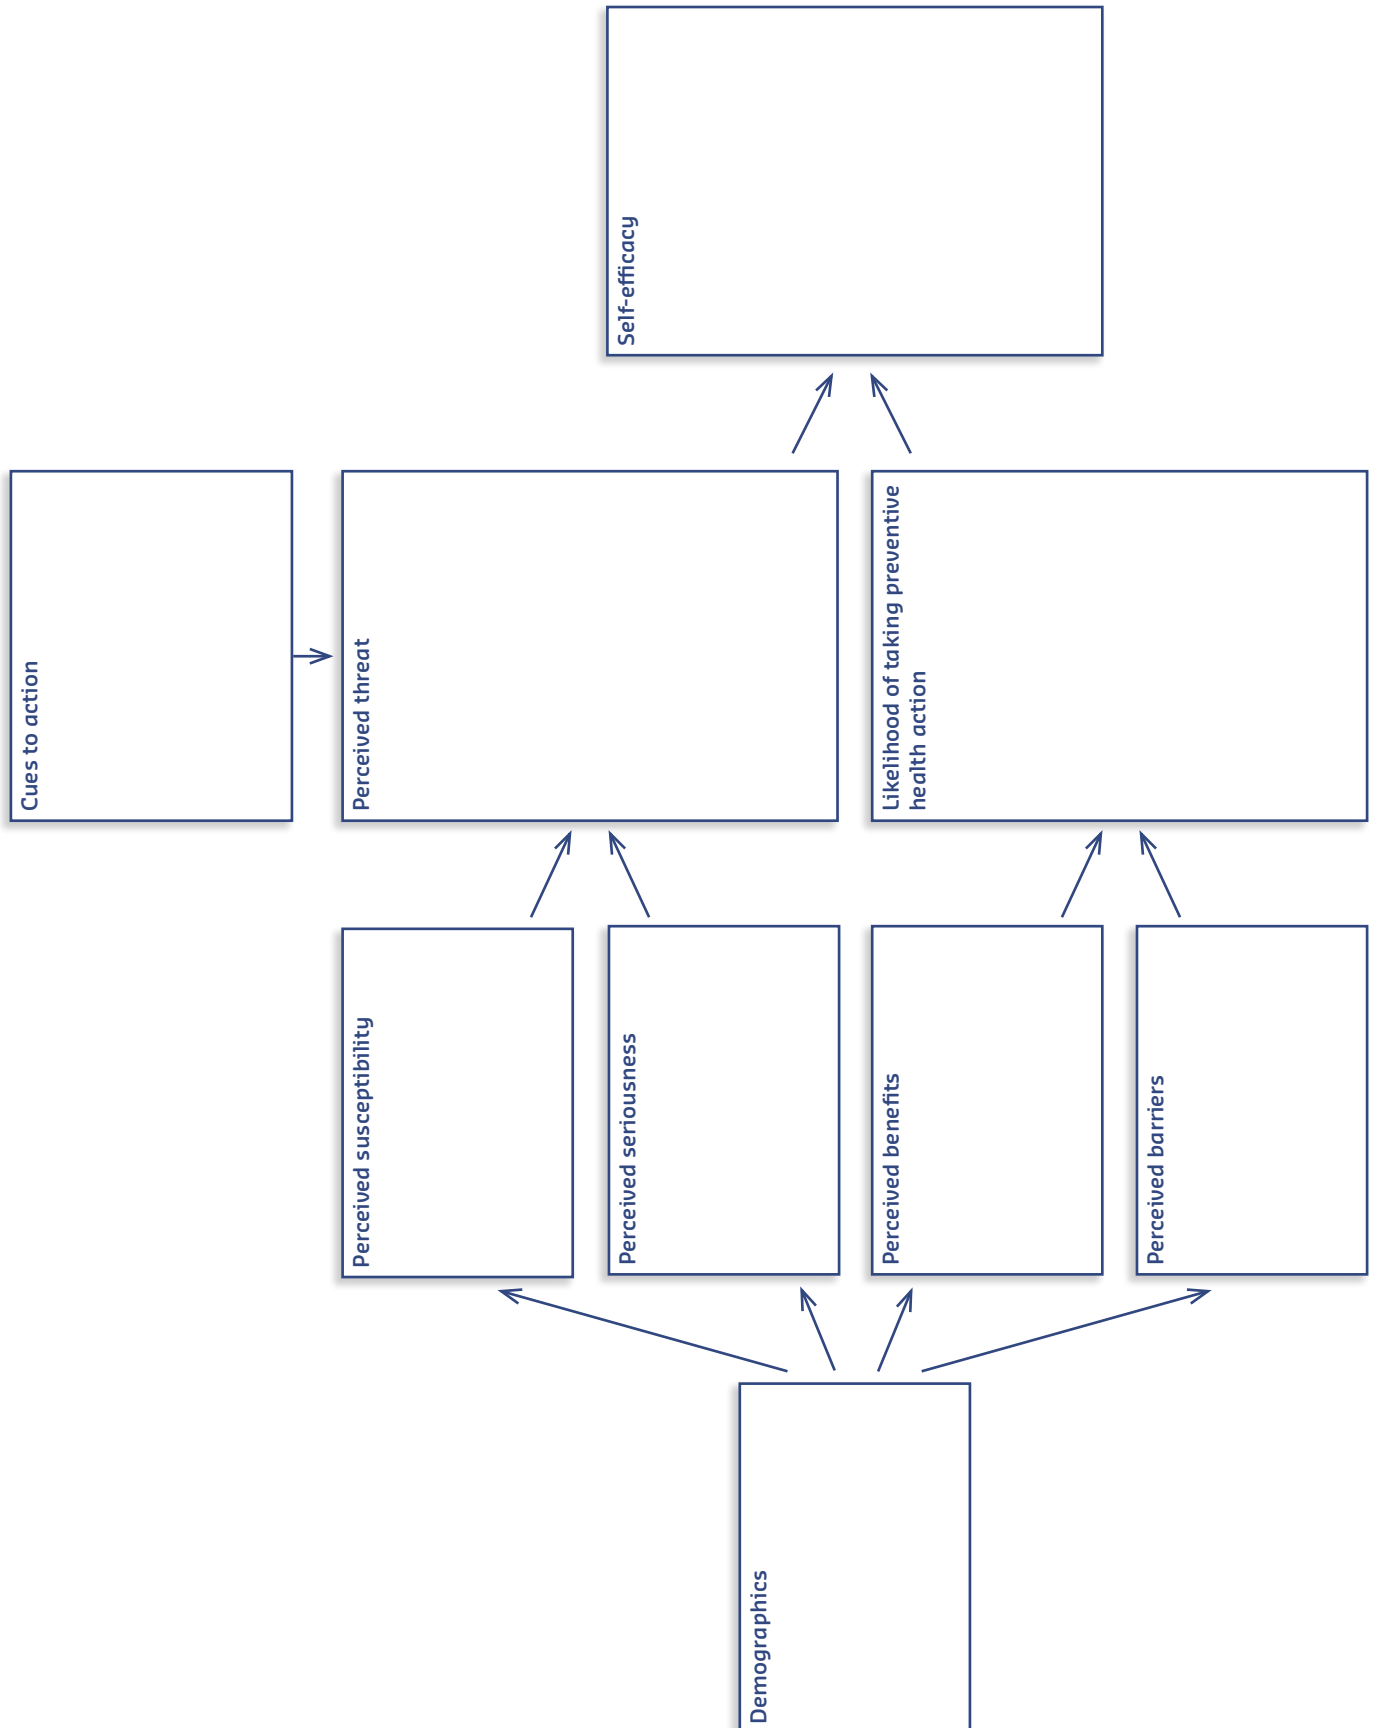 Demographics
Perceived susceptibility
Perceived seriousness
Perceived benefits
Perceived barriers
Cues to action
Perceived threat
Likelihood of taking preventive
health action
Self-efficacy